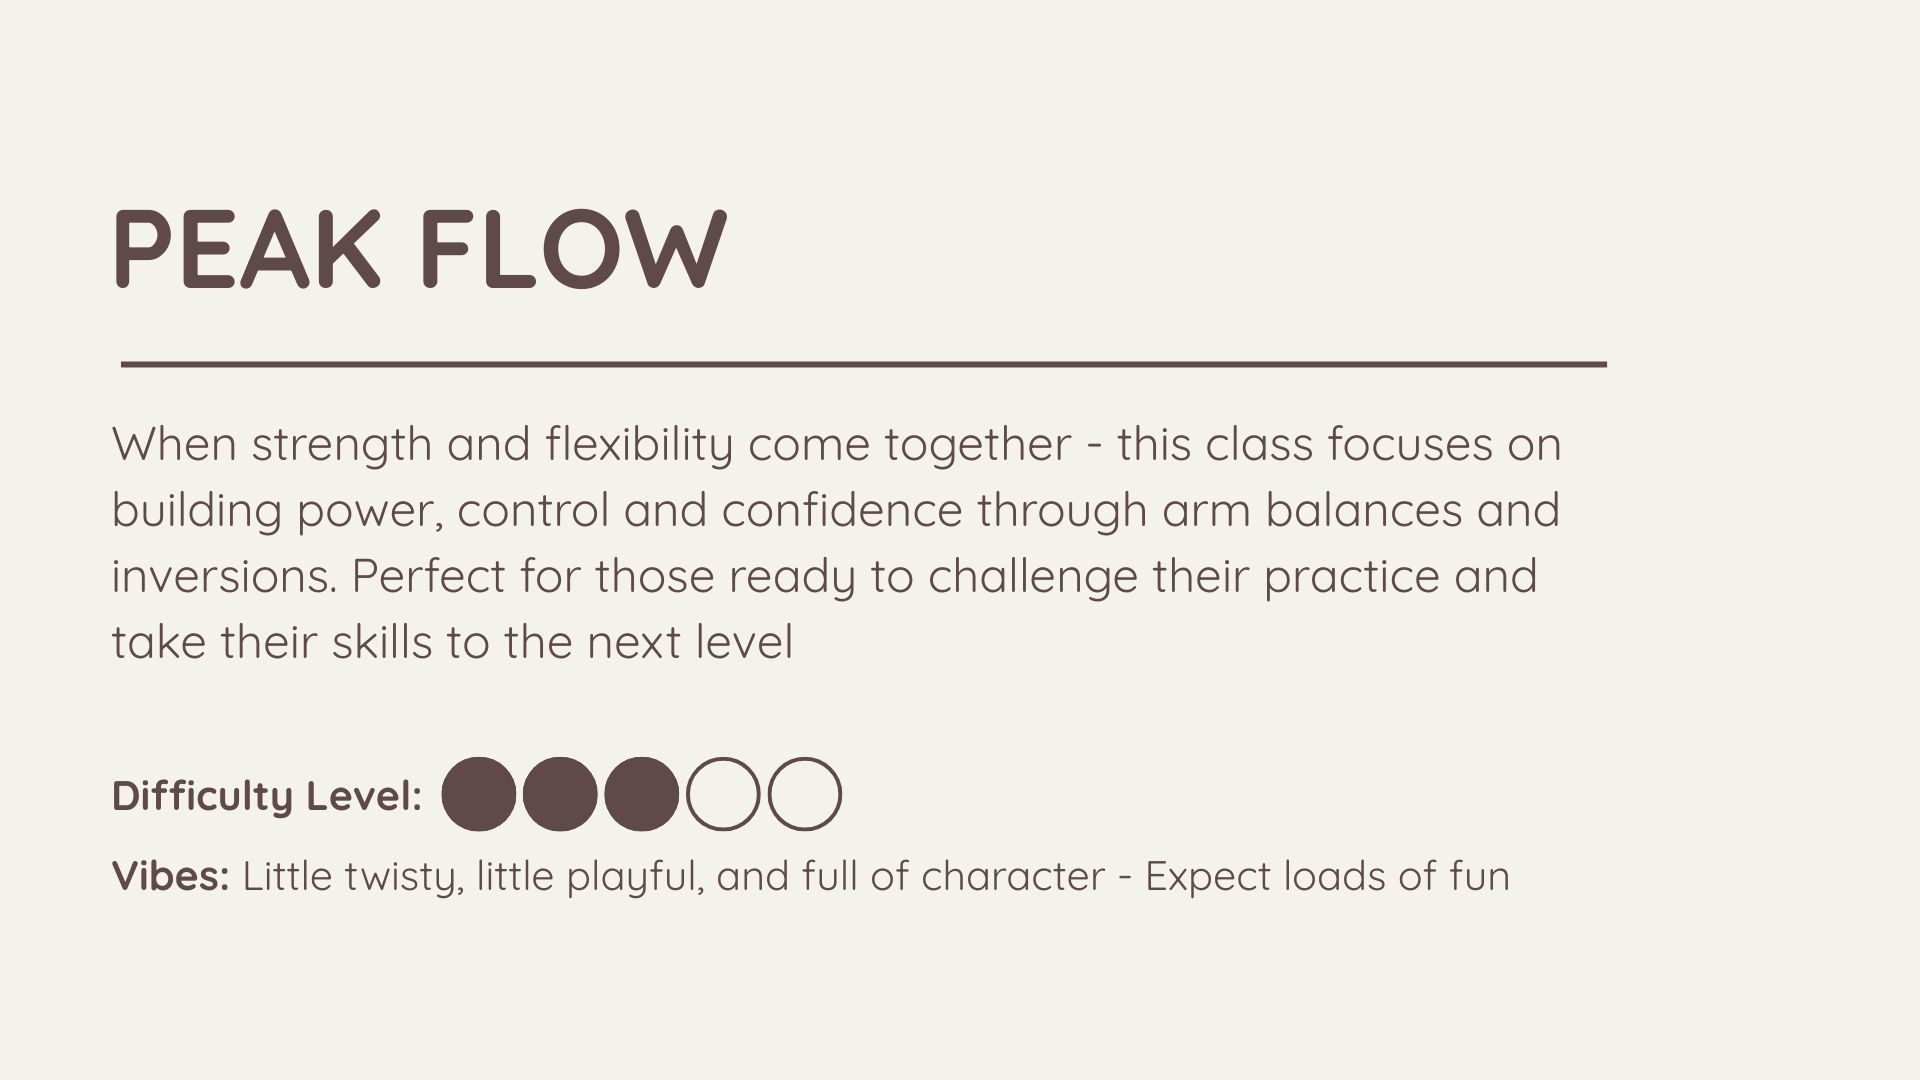 PEAK FLOW
When strength and flexibility come together - this class focuses on
building power, control and confidence through arm balances and
inversions. Perfect for those ready to challenge their practice and
take their skills to the next level
Difficulty Level:
Vibes: Little twisty, little playful, and full of character - Expect loads of fun